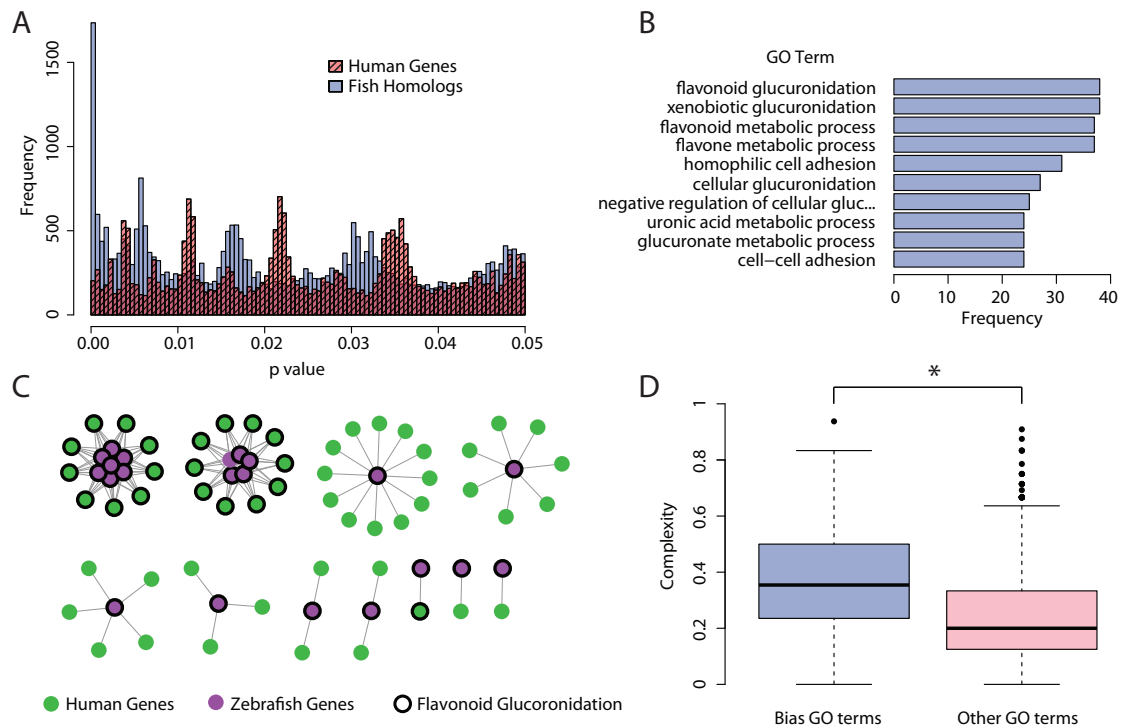 A
Frequency
0
500
1000
1500
Human Genes
Fish Homologs
0.00
0.01
0.02
0.03
0.04
0.05
p value
B
GO Term
flavonoid glucuronidation
xenobiotic glucuronidation
flavonoid metabolic process
flavone metabolic process
homophilic cell adhesion
cellular glucuronidation
negative regulation of cellular gluc...
uronic acid metabolic process
glucuronate metabolic process
cell−cell adhesion
0
10
20
30
40
Frequency
C
Human Genes
Zebrafish Genes
Flavonoid Glucoronidation
D
*
Complexity
0
0.2
0.4
0.6
0.8
1
Bias GO terms
Other GO terms